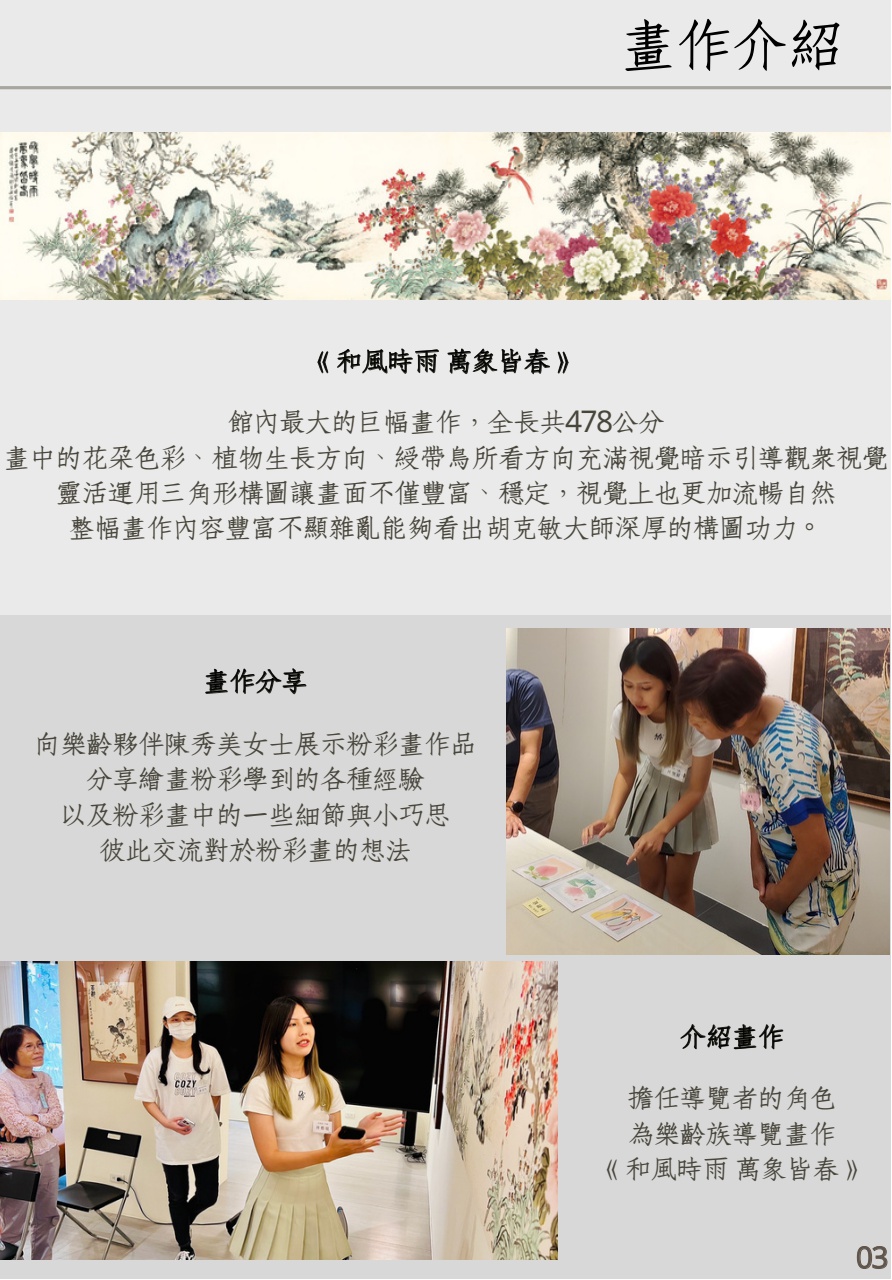 畫作介紹
和風時雨
萬象皆春
《 和風時雨 萬象皆春 》
館內最大的巨幅畫作，全長共478公分
畫中的花朵色彩、植物生長方向、綬帶鳥所看方向充滿視覺暗示引導觀眾視覺
靈活運用三角形構圖讓畫面不僅豐富、穩定，視覺上也更加流暢自然
整幅畫作內容豐富不顯雜亂能夠看出胡克敏大師深厚的構圖功力。
畫作分享
向樂齡夥伴陳秀美女士展示粉彩畫作品
分享繪畫粉彩學到的各種經驗
以及粉彩畫中的一些細節與小巧思
彼此交流對於粉彩畫的想法
COZY
介紹畫作
擔任導覽者的角色
為樂齡族導覽畫作
《 和風時雨 萬象皆春 》
03